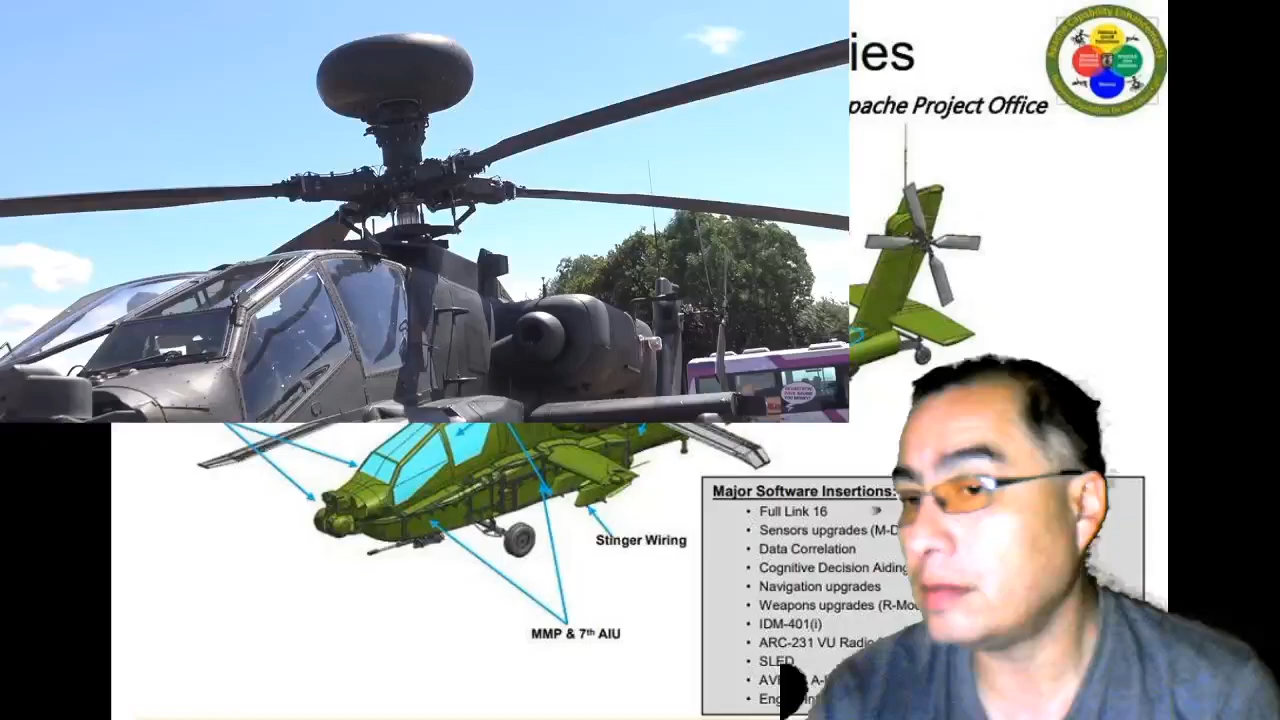 ies
pache Project Office
Stinger Wiring
MMP & 7th AIU
Major Software Insertions:
• Full Link 16
• Sensors upgrades (M-D
• Data Correlation
• Cognitive Decision Aiding
• Navigation upgrades
• Weapons upgrades (R-Mo
• IDM-401(i)
• ARC-231 VU Radio
• SLED